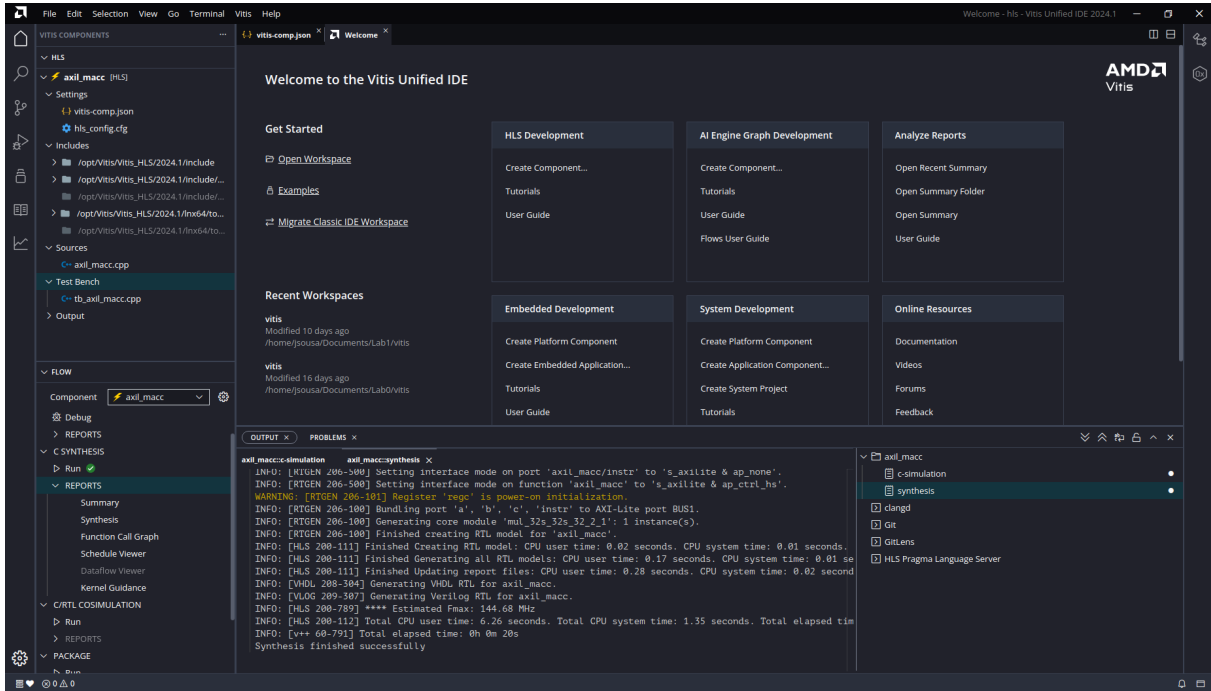 File Edit Selection View Go Terminal Vitis Help
Welcome - hls - Vitis Unified IDE 2024.1
VITIS COMPONENTS ...
HLS
axil_macc [HLS]
Settings
{..} vitis-comp.json
hls_config.cfg
Includes
/opt/Vitis/Vitis_HLS/2024.1/include
/opt/Vitis/Vitis_HLS/2024.1/include/...
/opt/Vitis/Vitis_HLS/2024.1/include/...
/opt/Vitis/Vitis_HLS/2024.1/lnx64/to...
/opt/Vitis/Vitis_HLS/2024.1/lnx64/to...
Sources
C++ axil_macc.cpp
Test Bench
C++ tb_axil_macc.cpp
Output
FLOW
Component axil_macc
Debug
REPORTS
C SYNTHESIS
Run
REPORTS
Summary
Synthesis
Function Call Graph
Schedule Viewer
Dataflow Viewer
Kernel Guidance
C/RTL COSIMULATION
Run
REPORTS
PACKAGE
Run
0 0
{..} vitis-comp.json × Welcome ×
Welcome to the Vitis Unified IDE
AMD
Vitis
Get Started
Open Workspace
Examples
Migrate Classic IDE Workspace
HLS Development
Create Component...
Tutorials
User Guide
AI Engine Graph Development
Create Component...
Tutorials
User Guide
Flows User Guide
Analyze Reports
Open Recent Summary
Open Summary Folder
Open Summary
User Guide
Recent Workspaces
vitis
Modified 10 days ago
/home/jsousa/Documents/Lab1/vitis
vitis
Modified 16 days ago
/home/jsousa/Documents/Lab0/vitis
Embedded Development
Create Platform Component
Create Embedded Application...
Tutorials
User Guide
System Development
Create Platform Component
Create Application Component...
Create System Project
Tutorials
Online Resources
Documentation
Videos
Forums
Feedback
OUTPUT × PROBLEMS ×
axil_macc::c-simulation axil_macc::synthesis ×
INFO: [RTGEN 206-500] Setting interface mode on port 'axil_macc/instr' to 's_axilite & ap_none'.
INFO: [RTGEN 206-500] Setting interface mode on function 'axil_macc' to 's_axilite & ap_ctrl_hs'.
WARNING: [RTGEN 206-101] Register 'regc' is power-on initialization.
INFO: [RTGEN 206-100] Bundling port 'a', 'b', 'c', 'instr' to AXI-Lite port BUS1.
INFO: [RTGEN 206-100] Generating core module 'mul_32s_32s_32_2_1': 1 instance(s).
INFO: [RTGEN 206-100] Finished creating RTL model for 'axil_macc'.
INFO: [HLS 200-111] Finished Creating RTL model: CPU user time: 0.02 seconds. CPU system time: 0.01 seconds.
INFO: [HLS 200-111] Finished Generating all RTL models: CPU user time: 0.17 seconds. CPU system time: 0.01 se
INFO: [HLS 200-111] Finished Updating report files: CPU user time: 0.28 seconds. CPU system time: 0.02 second
INFO: [VHDL 208-304] Generating VHDL RTL for axil_macc.
INFO: [VLOG 209-307] Generating Verilog RTL for axil_macc.
INFO: [HLS 200-789] **** Estimated Fmax: 144.68 MHz
INFO: [HLS 200-112] Total CPU user time: 6.26 seconds. Total CPU system time: 1.35 seconds. Total elapsed tim
INFO: [v++ 60-791] Total elapsed time: 0h 0m 20s
Synthesis finished successfully
axil_macc
c-simulation
synthesis
clangd
Git
GitLens
HLS Pragma Language Server